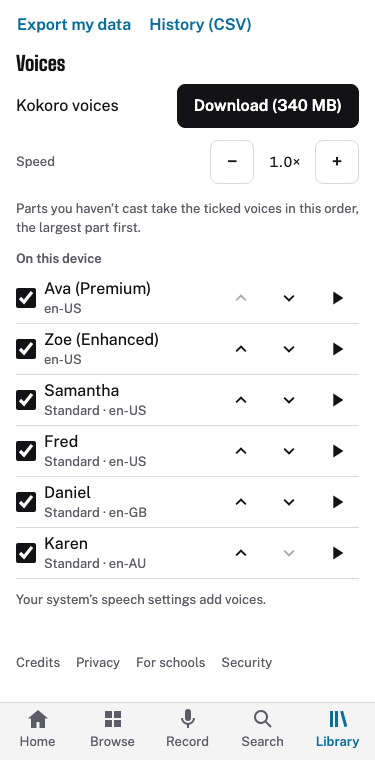 Export my data History (CSV)
Voices
Kokoro voices Download (340 MB)
Speed − 1.0× +
Parts you haven't cast take the ticked voices in this order,
the largest part first.
On this device
Ava (Premium)
en-US
Zoe (Enhanced)
en-US
Samantha
Standard · en-US
Fred
Standard · en-US
Daniel
Standard · en-GB
Karen
Standard · en-AU
Your system's speech settings add voices.
Credits Privacy For schools Security
Home Browse Record Search Library